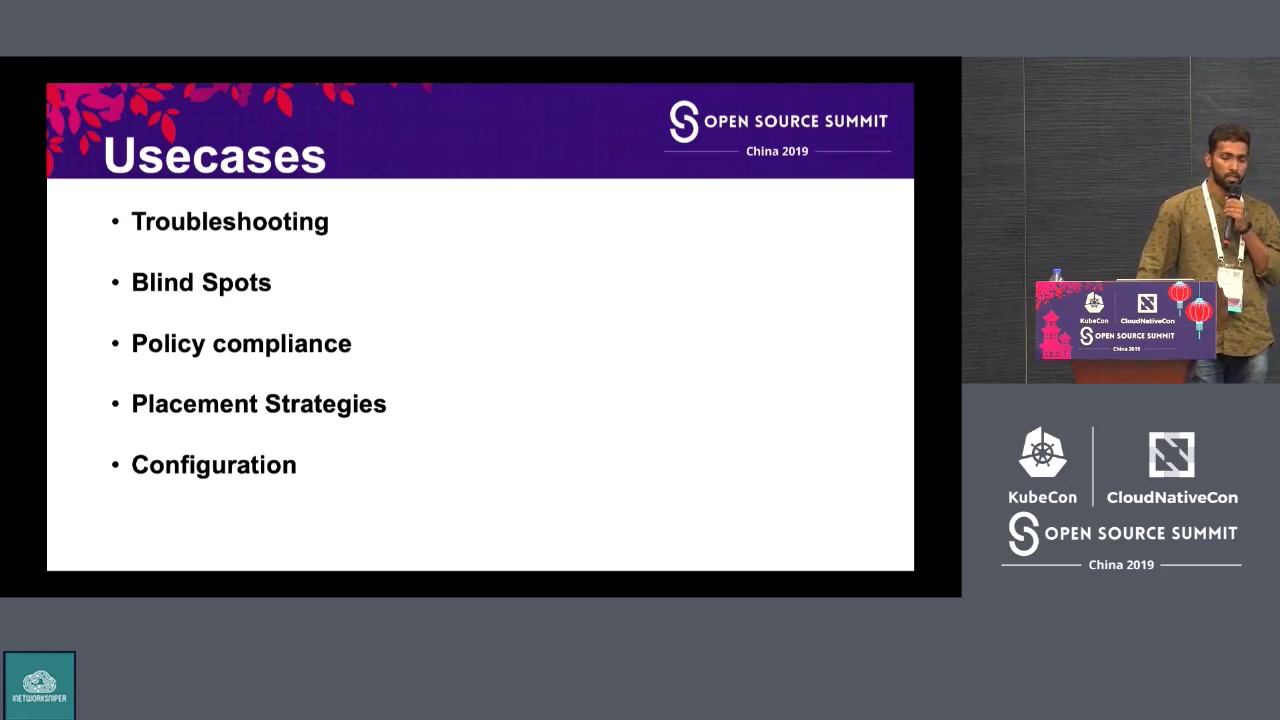 Usecases
OPEN SOURCE SUMMIT
China 2019
• Troubleshooting
• Blind Spots
• Policy compliance
• Placement Strategies
• Configuration
KubeCon
CloudNativeCon
OPEN SOURCE SUMMIT
China 2019
KubeCon
CloudNativeCon
OPEN SOURCE SUMMIT
China 2019
INETWORKSNIPER